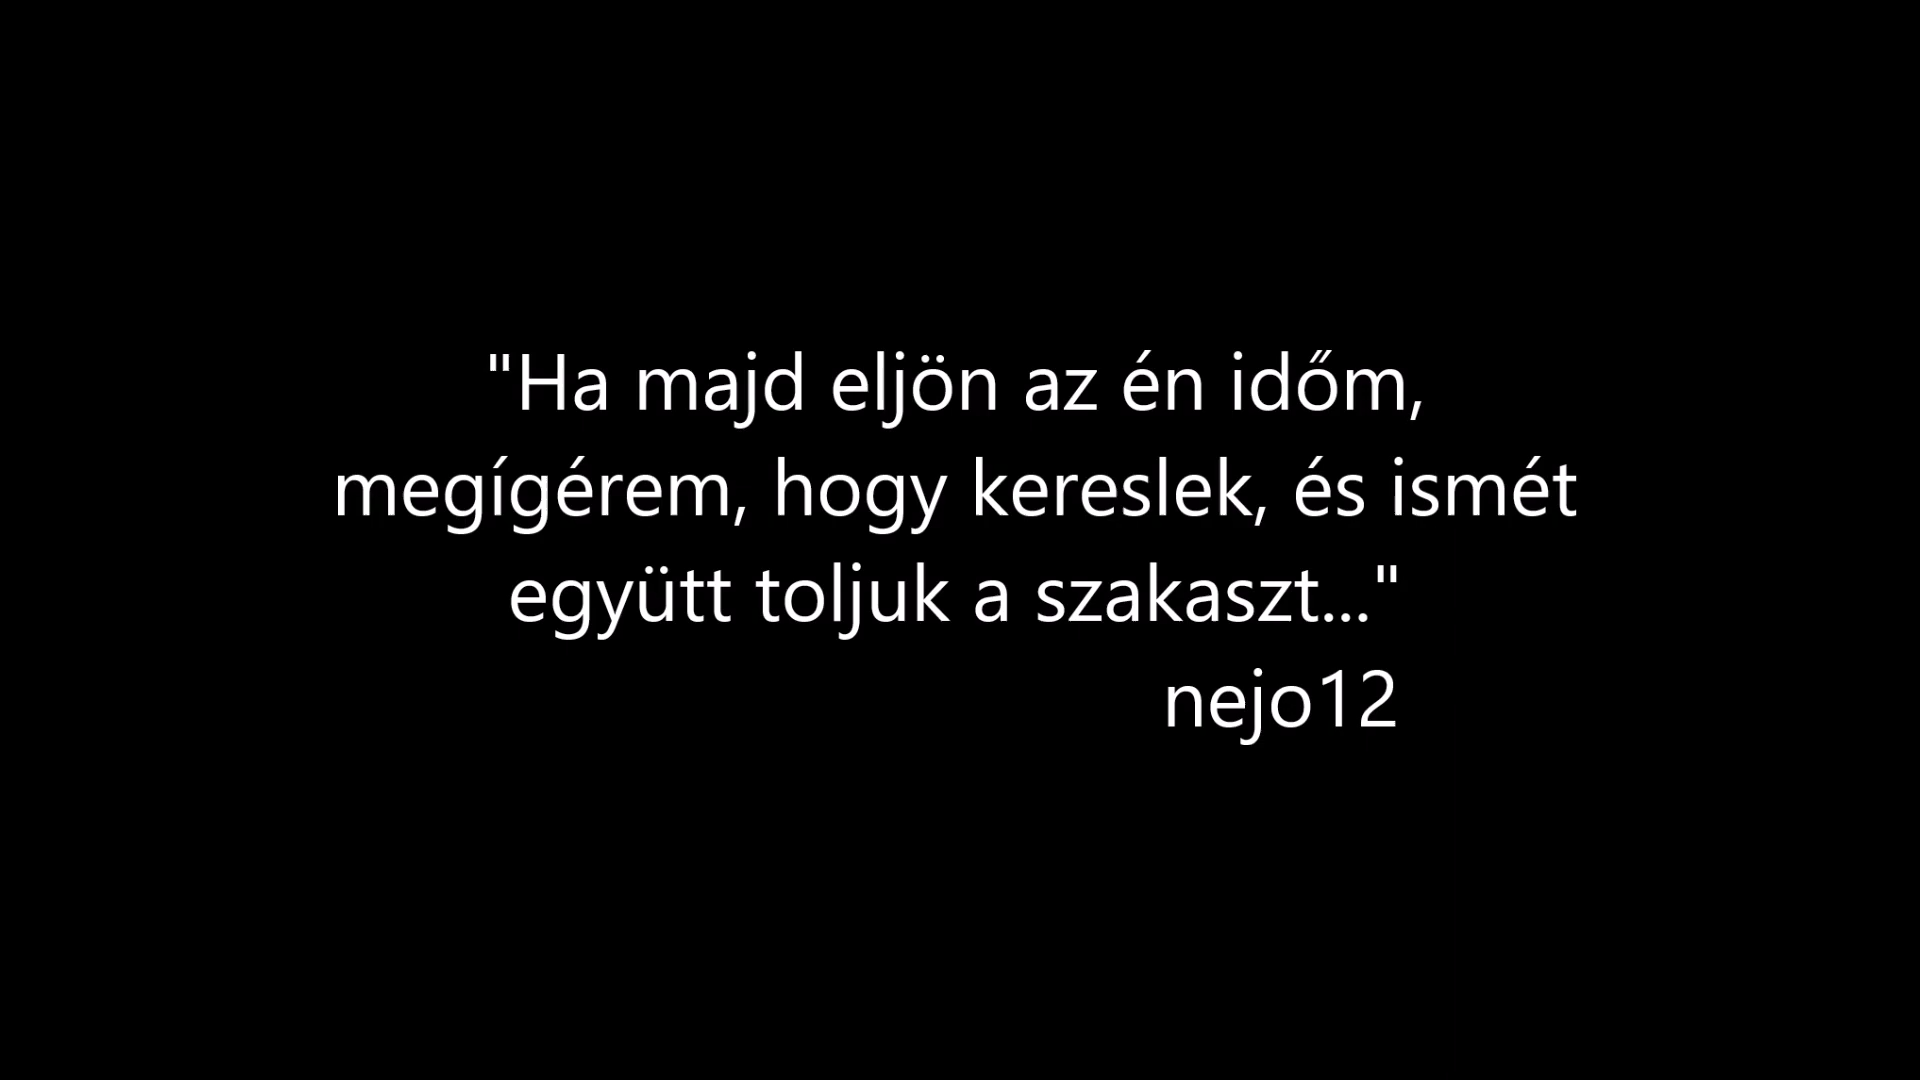 "Ha majd eljön az én időm,
megígérem, hogy kereslek, és ismét
együtt toljuk a szakaszt..."
nejo12